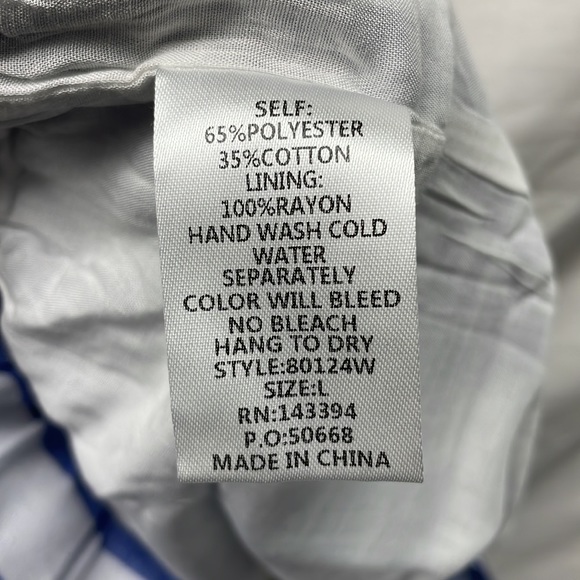 SELF:
65%POLYESTER
35%COTTON
LINING:
100%RAYON
HAND WASH COLD
WATER
SEPARATELY
COLOR WILL BLEED
NO BLEACH
HANG TO DRY
STYLE:80124W
SIZE:L
RN:143394
P.O:50668
MADE IN CHINA